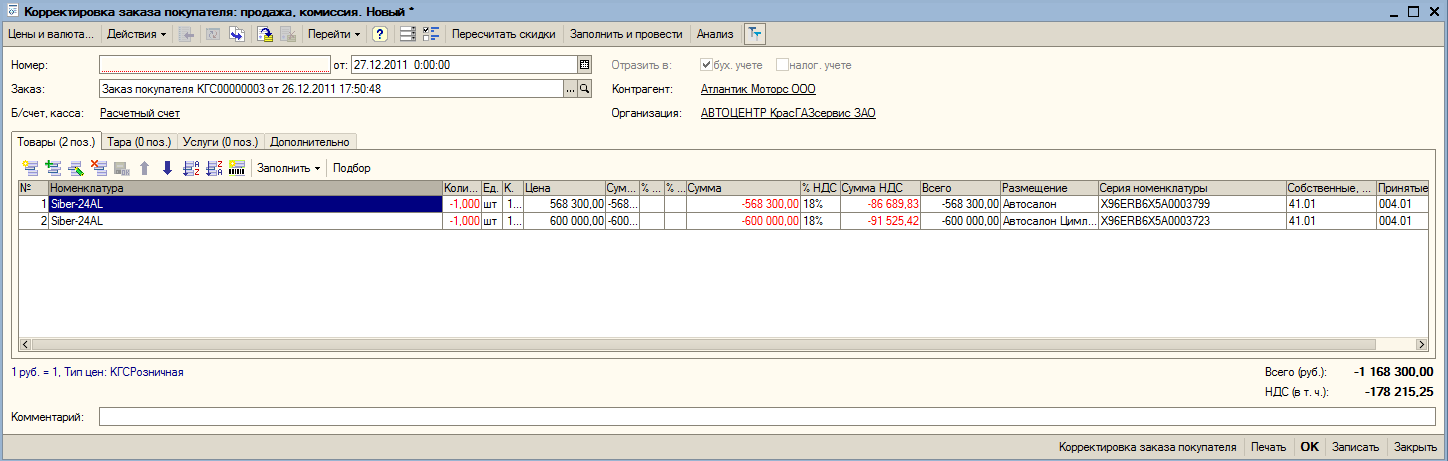 Корректировка заказа покупателя: продажа, комиссия. Новый *
Цены и валюта... Действия Перейти ? Пересчитать скидки Заполнить и провести Анализ
Номер: от: 27.12.2011 0:00:00 Отразить в: бух. учете налог. учете
Заказ: Заказ покупателя КГС00000003 от 26.12.2011 17:50:48 ... Контрагент: Атлантик Моторс ООО
Б/счет, касса: Расчетный счет Организация: АВТОЦЕНТР КрасГАЗсервис ЗАО
Товары (2 поз.) Тара (0 поз.) Услуги (0 поз.) Дополнительно
Заполнить Подбор
№ Номенклатура Коли... Ед. К. Цена Сум... % ... % ... Сумма % НДС Сумма НДС Всего Размещение Серия номенклатуры Собственные, ... Принятые
1 Siber-24AL -1,000 шт 1... 568 300,00 -568... -568 300,00 18% -86 689,83 -568 300,00 Автосалон X96ERB6X5A0003799 41.01 004.01
2 Siber-24AL -1,000 шт 1... 600 000,00 -600... -600 000,00 18% -91 525,42 -600 000,00 Автосалон Цимл... X96ERB6X5A0003723 41.01 004.01
1 руб. = 1, Тип цен: КГСРозничная Всего (руб.): -1 168 300,00
НДС (в т. ч.): -178 215,25
Комментарий:
Корректировка заказа покупателя Печать OK Записать Закрыть